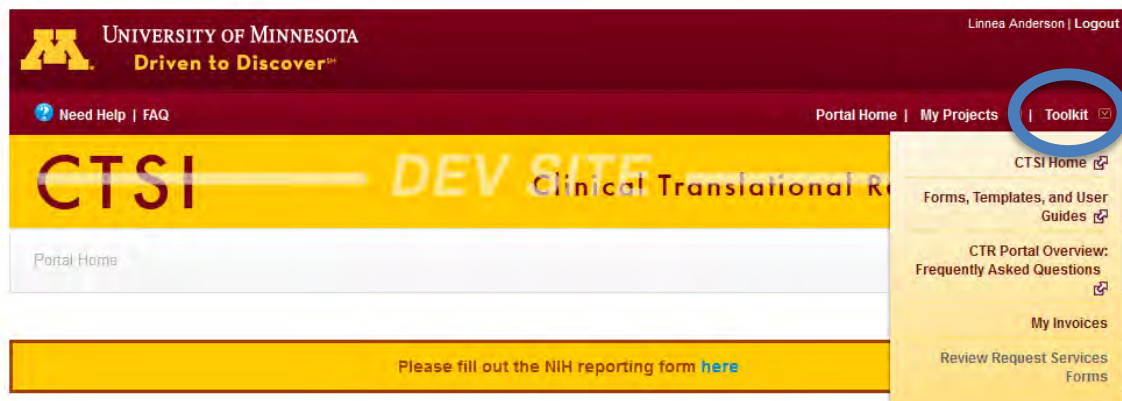 Linnea Anderson | Logout
UNIVERSITY OF MINNESOTA
Driven to Discover℠
Need Help | FAQ
Portal Home | My Projects | Toolkit
CTSI
DEV SITE
Clinical Translational
CTSI Home
Forms, Templates, and User
Guides
CTR Portal Overview:
Frequently Asked Questions
My Invoices
Review Request Services
Forms
Portal Home
Please fill out the NIH reporting form here